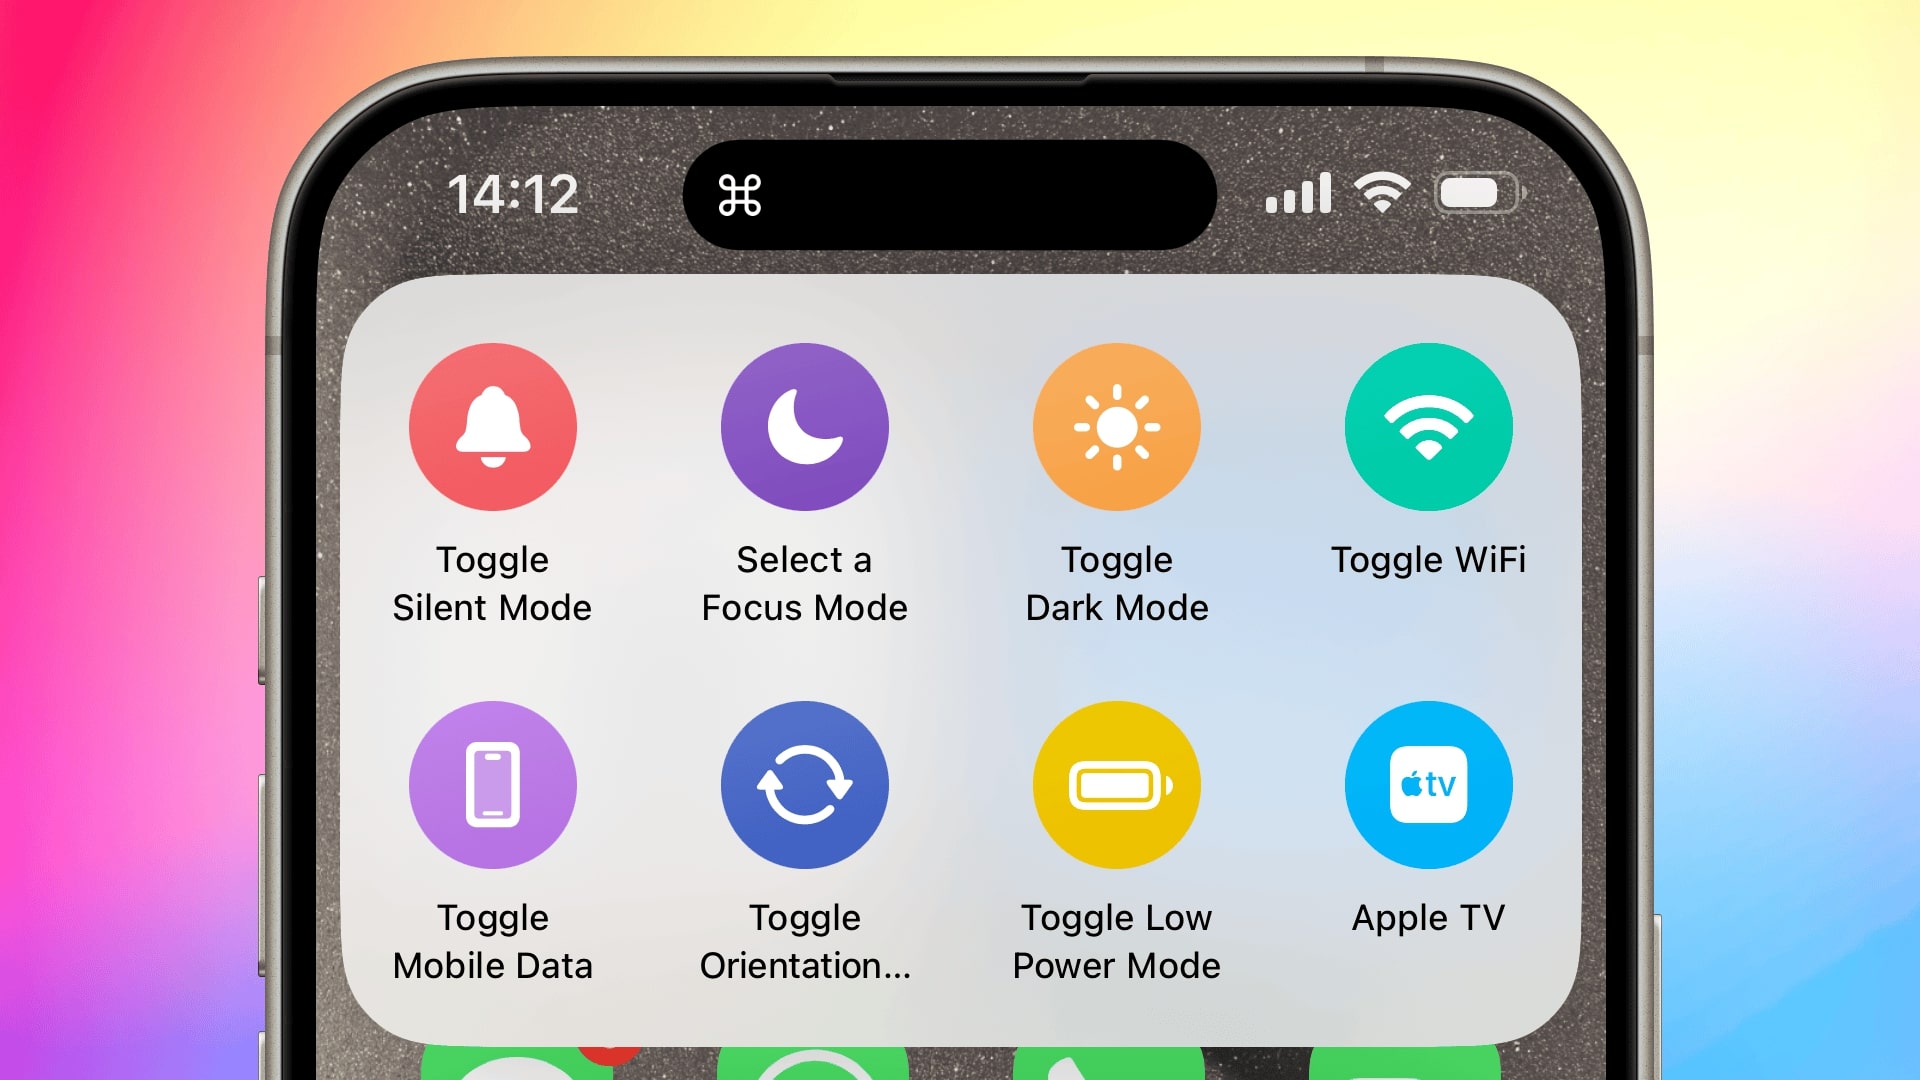 14:12
Toggle
Silent Mode
Select a
Focus Mode
Toggle
Dark Mode
Toggle WiFi
tv
Toggle
Mobile Data
Toggle
Orientation...
Toggle Low
Power Mode
Apple TV